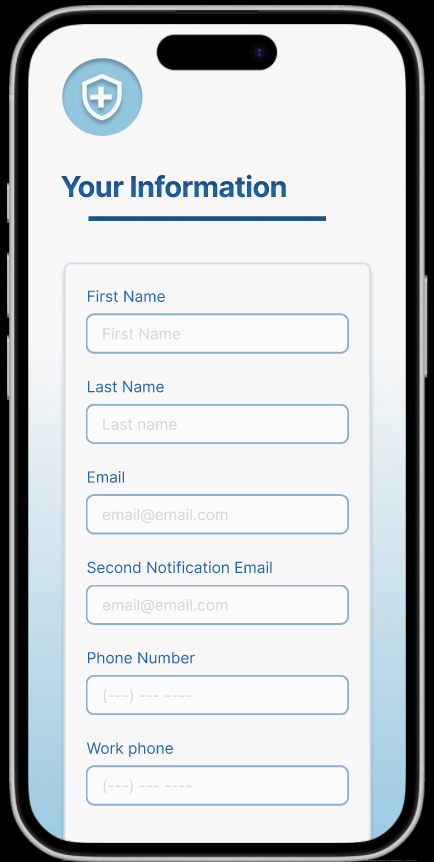 Your Information
First Name
First Name
Last Name
Last name
Email
email@email.com
Second Notification Email
email@email.com
Phone Number
(---) --- ----
Work phone
(---) --- ----